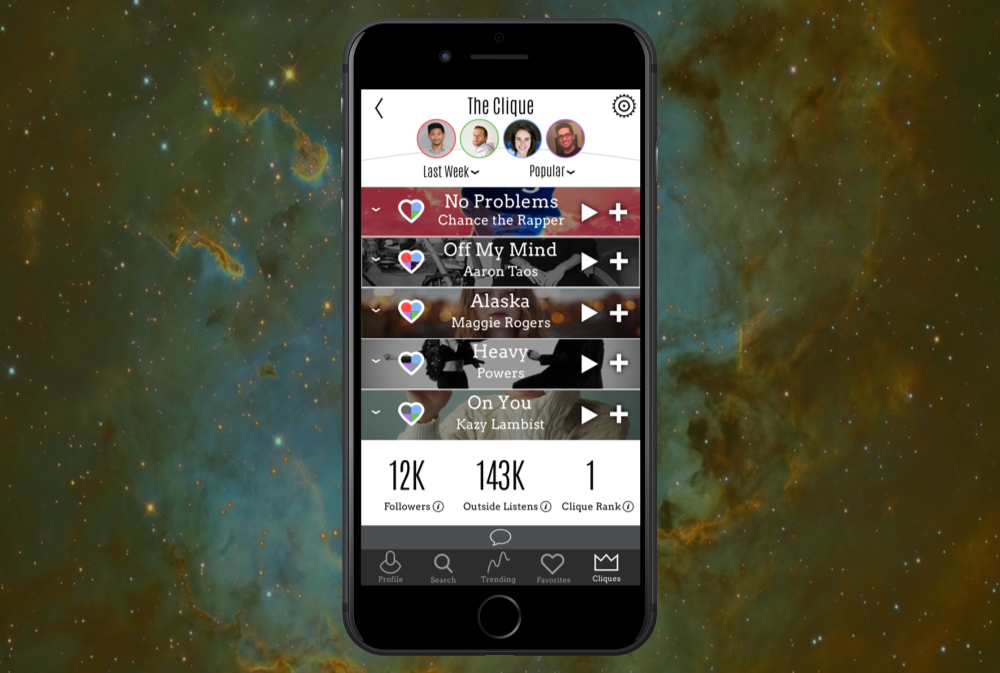 The Clique
Last Week Popular
No Problems
Chance the Rapper
Off My Mind
Aaron Taos
Alaska
Maggie Rogers
Heavy
Powers
On You
Kazy Lambist
12K 143K 1
Followers i Outside Listens i Clique Rank i
Profile Search Trending Favorites Cliques